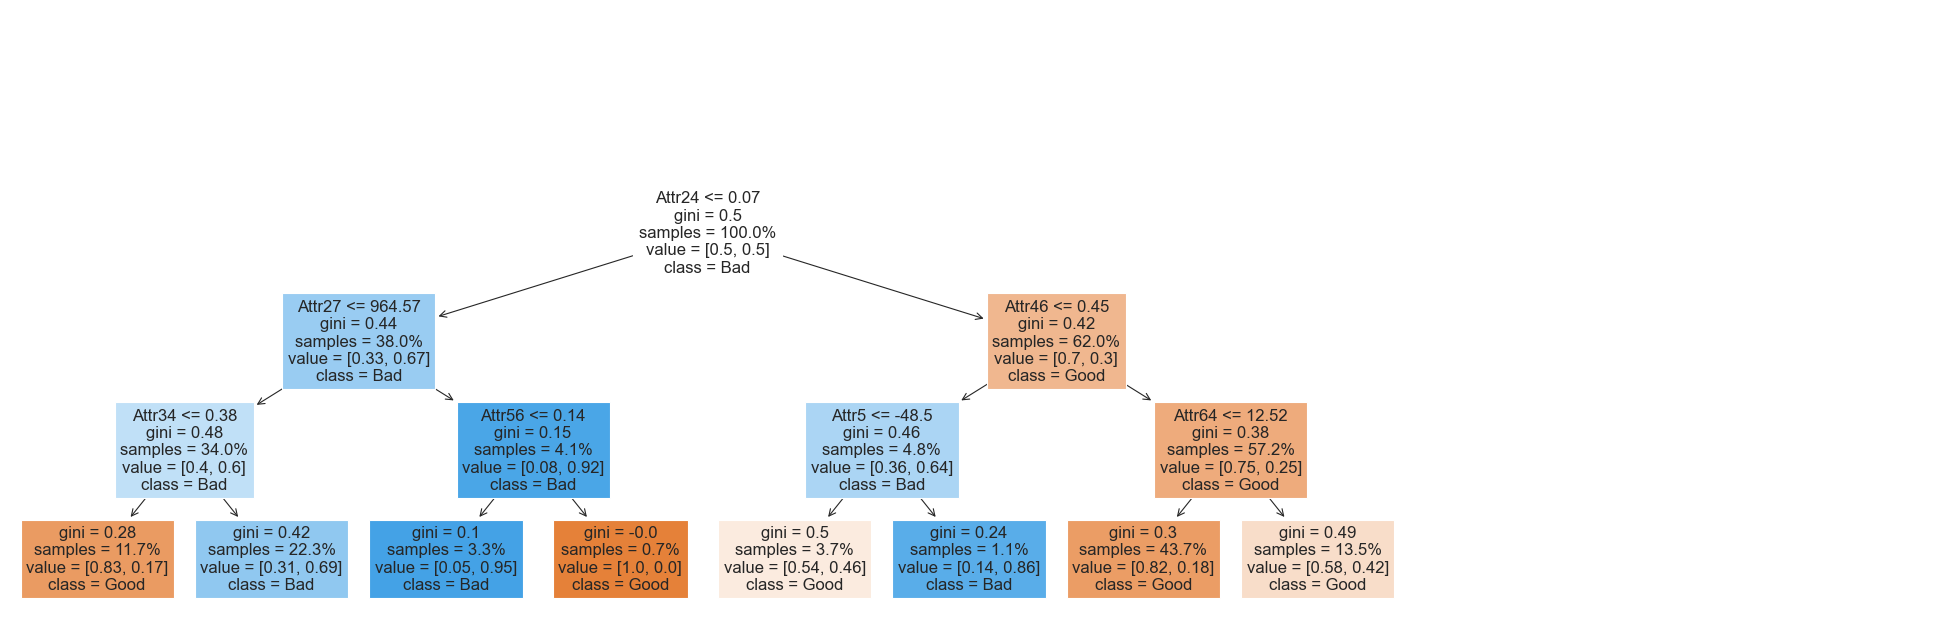 Attr24 <= 0.07
gini = 0.5
samples = 100.0%
value = [0.5, 0.5]
class = Bad
Attr27 <= 964.57
gini = 0.44
samples = 38.0%
value = [0.33, 0.67]
class = Bad
Attr46 <= 0.45
gini = 0.42
samples = 62.0%
value = [0.7, 0.3]
class = Good
Attr34 <= 0.38
gini = 0.48
samples = 34.0%
value = [0.4, 0.6]
class = Bad
Attr56 <= 0.14
gini = 0.15
samples = 4.1%
value = [0.08, 0.92]
class = Bad
Attr5 <= -48.5
gini = 0.46
samples = 4.8%
value = [0.36, 0.64]
class = Bad
Attr64 <= 12.52
gini = 0.38
samples = 57.2%
value = [0.75, 0.25]
class = Good
gini = 0.28
samples = 11.7%
value = [0.83, 0.17]
class = Good
gini = 0.42
samples = 22.3%
value = [0.31, 0.69]
class = Bad
gini = 0.1
samples = 3.3%
value = [0.05, 0.95]
class = Bad
gini = -0.0
samples = 0.7%
value = [1.0, 0.0]
class = Good
gini = 0.5
samples = 3.7%
value = [0.54, 0.46]
class = Good
gini = 0.24
samples = 1.1%
value = [0.14, 0.86]
class = Bad
gini = 0.3
samples = 43.7%
value = [0.82, 0.18]
class = Good
gini = 0.49
samples = 13.5%
value = [0.58, 0.42]
class = Good